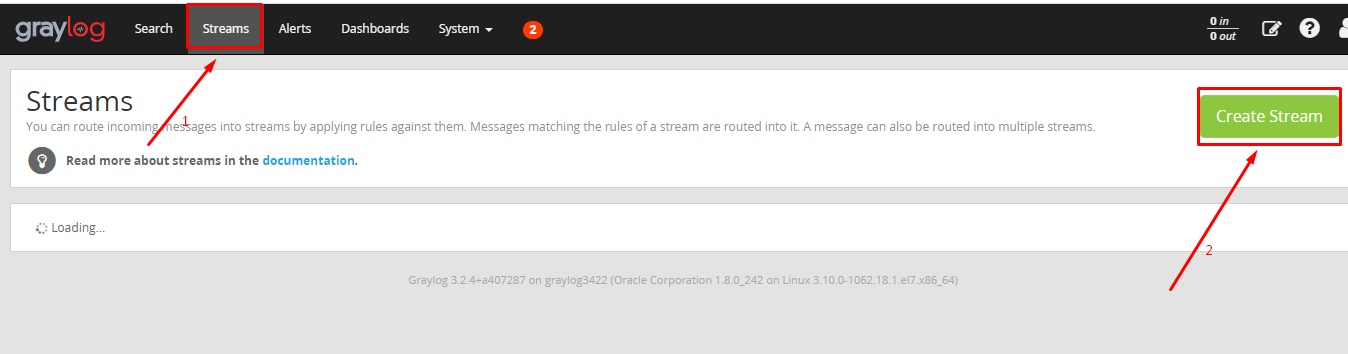 graylog Search Streams Alerts Dashboards System 2 0 in
0 out
Streams
Create Stream
1
You can route incoming messages into streams by applying rules against them. Messages matching the rules of a stream are routed into it. A message can also be routed into multiple streams.
Read more about streams in the documentation.
Loading...
2
Graylog 3.2.4+a407287 on graylog3422 (Oracle Corporation 1.8.0_242 on Linux 3.10.0-1062.18.1.el7.x86_64)